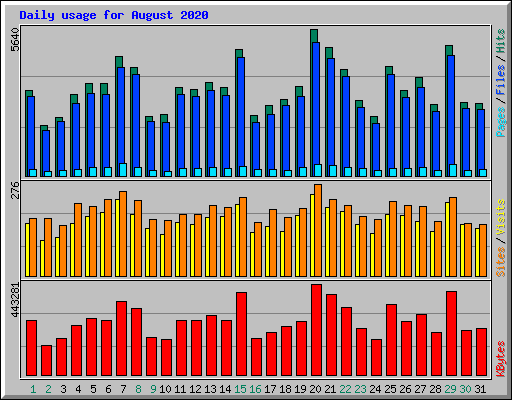 Daily usage for August 2020
5640
Pages/Files/Hits
276
Sites/Visits
443281
KBytes
1 2 3 4 5 6 7 8 9 10 11 12 13 14 15 16 17 18 19 20 21 22 23 24 25 26 27 28 29 30 31